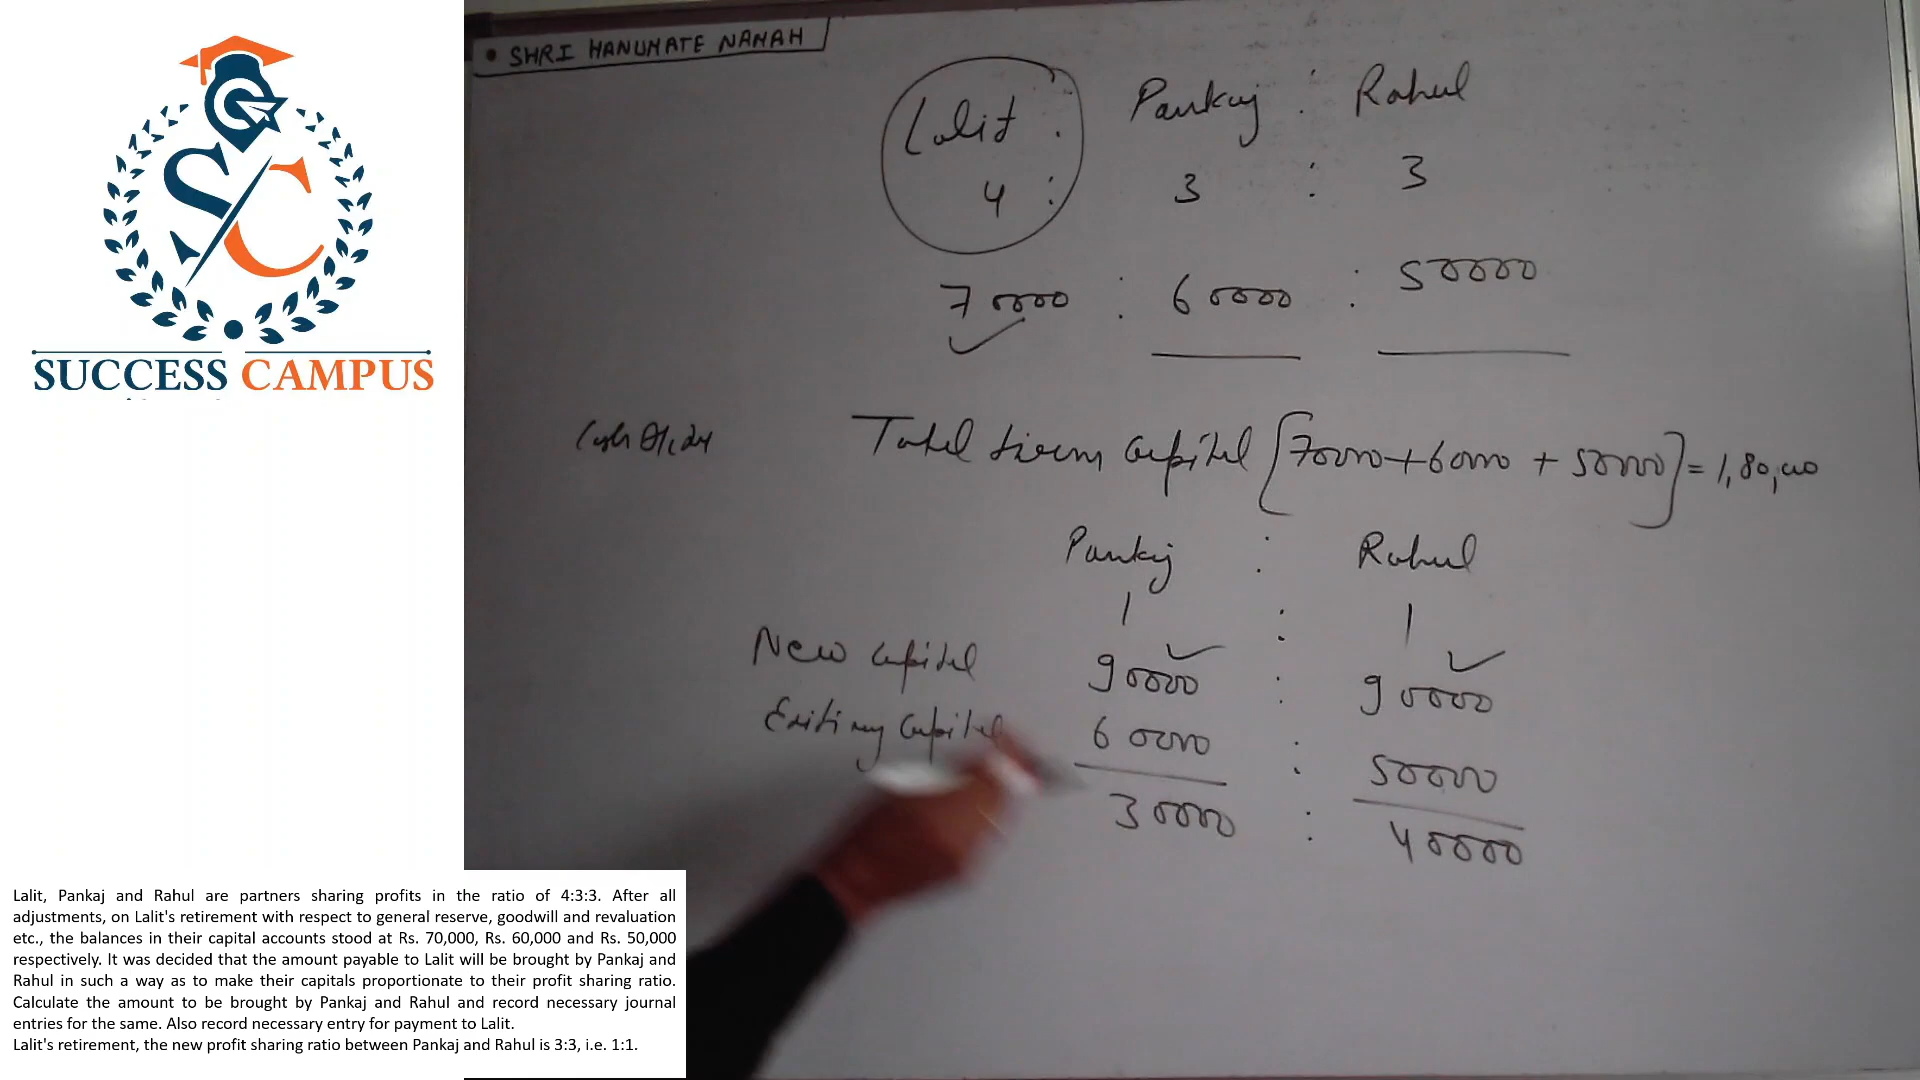 • SHRI HANUMATE NAMAH
Lalit : Pankaj : Rahul
4 : 3 : 3
70000 : 60000 : 50000
Total firm Capital [70000+60000 + 50000] = 1,80,000
Pankaj : Rahul
1 : 1
New Capital 90000 : 90000
Existing Capital 60000 : 50000
30000 : 40000
SC
SUCCESS CAMPUS
Lalit, Pankaj and Rahul are partners sharing profits in the ratio of 4:3:3. After all
adjustments, on Lalit's retirement with respect to general reserve, goodwill and revaluation
etc., the balances in their capital accounts stood at Rs. 70,000, Rs. 60,000 and Rs. 50,000
respectively. It was decided that the amount payable to Lalit will be brought by Pankaj and
Rahul in such a way as to make their capitals proportionate to their profit sharing ratio.
Calculate the amount to be brought by Pankaj and Rahul and record necessary journal
entries for the same. Also record necessary entry for payment to Lalit.
Lalit's retirement, the new profit sharing ratio between Pankaj and Rahul is 3:3, i.e. 1:1.